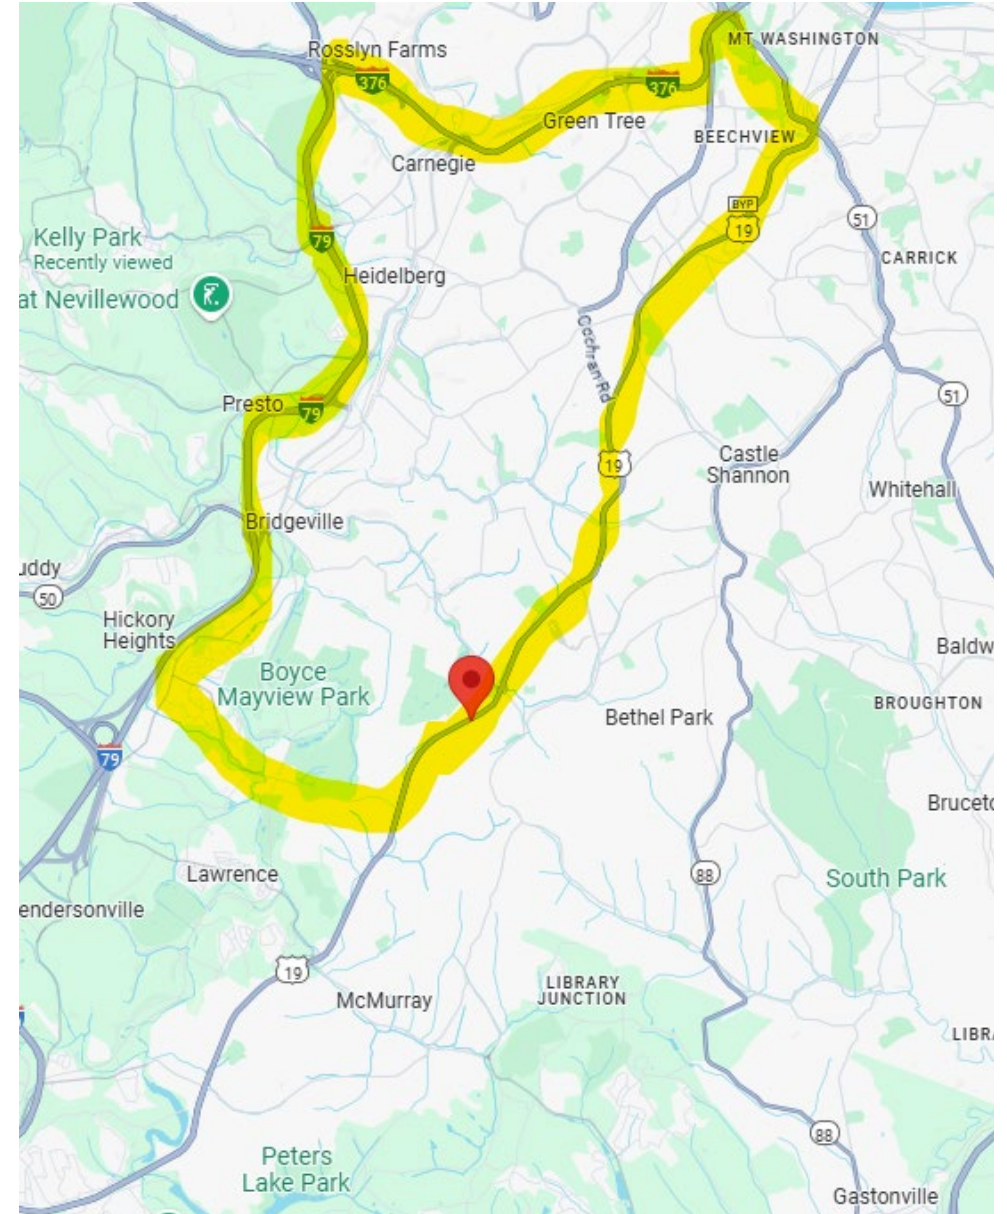 Rosslyn Farms
MT WASHINGTON
376
376
Green Tree
BEECHVIEW
Carnegie
BYP
19
51
Kelly Park
Recently viewed
79
CARRICK
Heidelberg
at Nevillewood
Cochran Rd
51
Presto
79
19
Castle
Shannon
Whitehall
Bridgeville
uddy
50
Hickory
Heights
Baldw
Boyce
Mayview Park
BROUGHTON
Bethel Park
79
Bruceto
Lawrence
88
South Park
endersonville
19
LIBRARY
JUNCTION
McMurray
LIBR
88
Peters
Lake Park
Gastonville